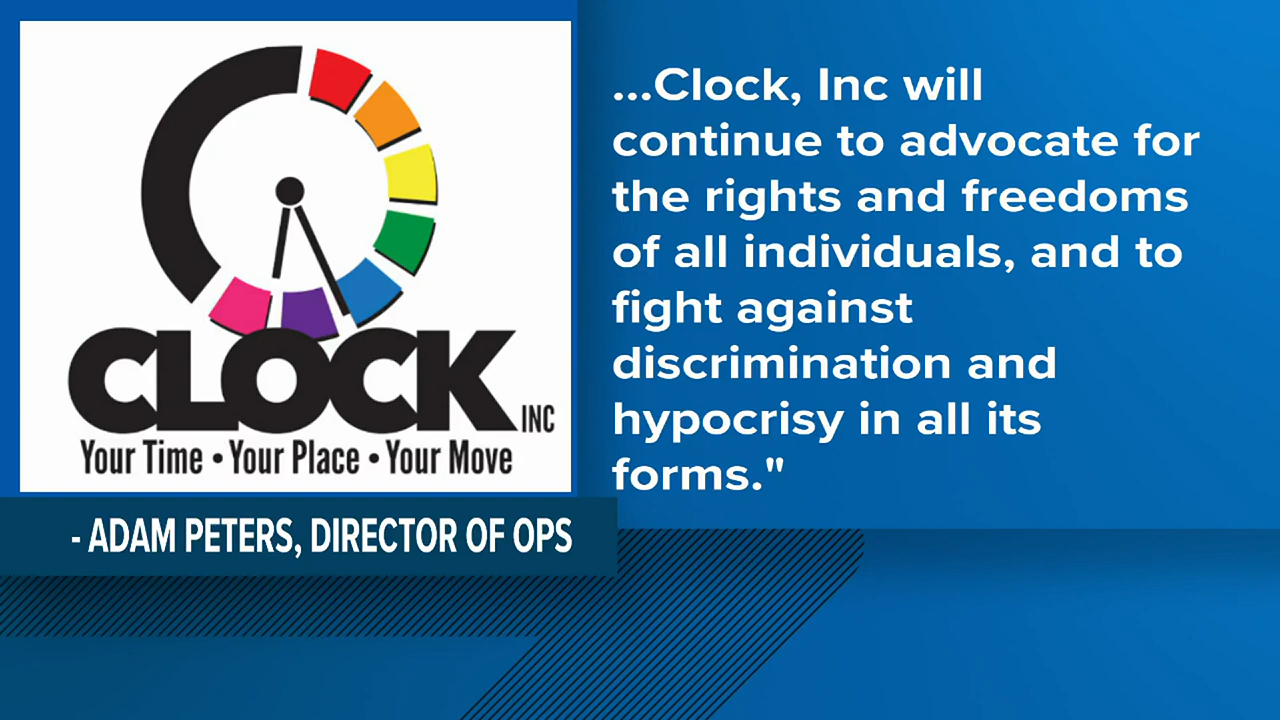 CLOCK INC
Your Time • Your Place • Your Move
- ADAM PETERS, DIRECTOR OF OPS
...Clock, Inc will
continue to advocate for
the rights and freedoms
of all individuals, and to
fight against
discrimination and
hypocrisy in all its
forms."